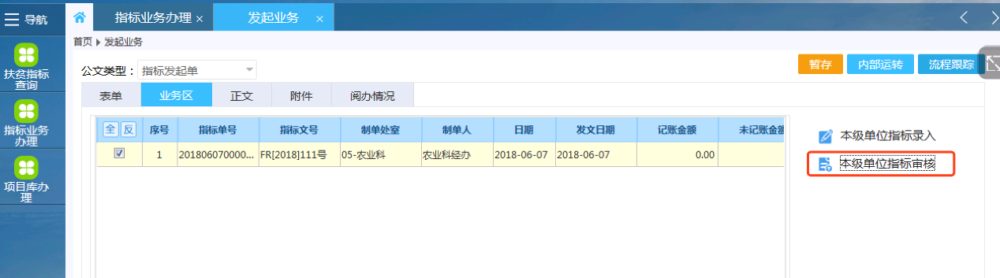 导航
指标业务办理 ×
发起业务 ×
首页 发起业务
扶贫指标
查询
指标业务
办理
项目库办
理
公文类型： 指标发起单
暂存
内部运转
流程跟踪
表单
业务区
正文
附件
阅办情况
全 反 序号 指标单号 指标文号 制单处室 制单人 日期 发文日期 记账金额 未记账金额
1 201806070000... FR[2018]111号 05-农业科 农业科经办 2018-06-07 2018-06-07 0.00
本级单位指标录入
本级单位指标审核